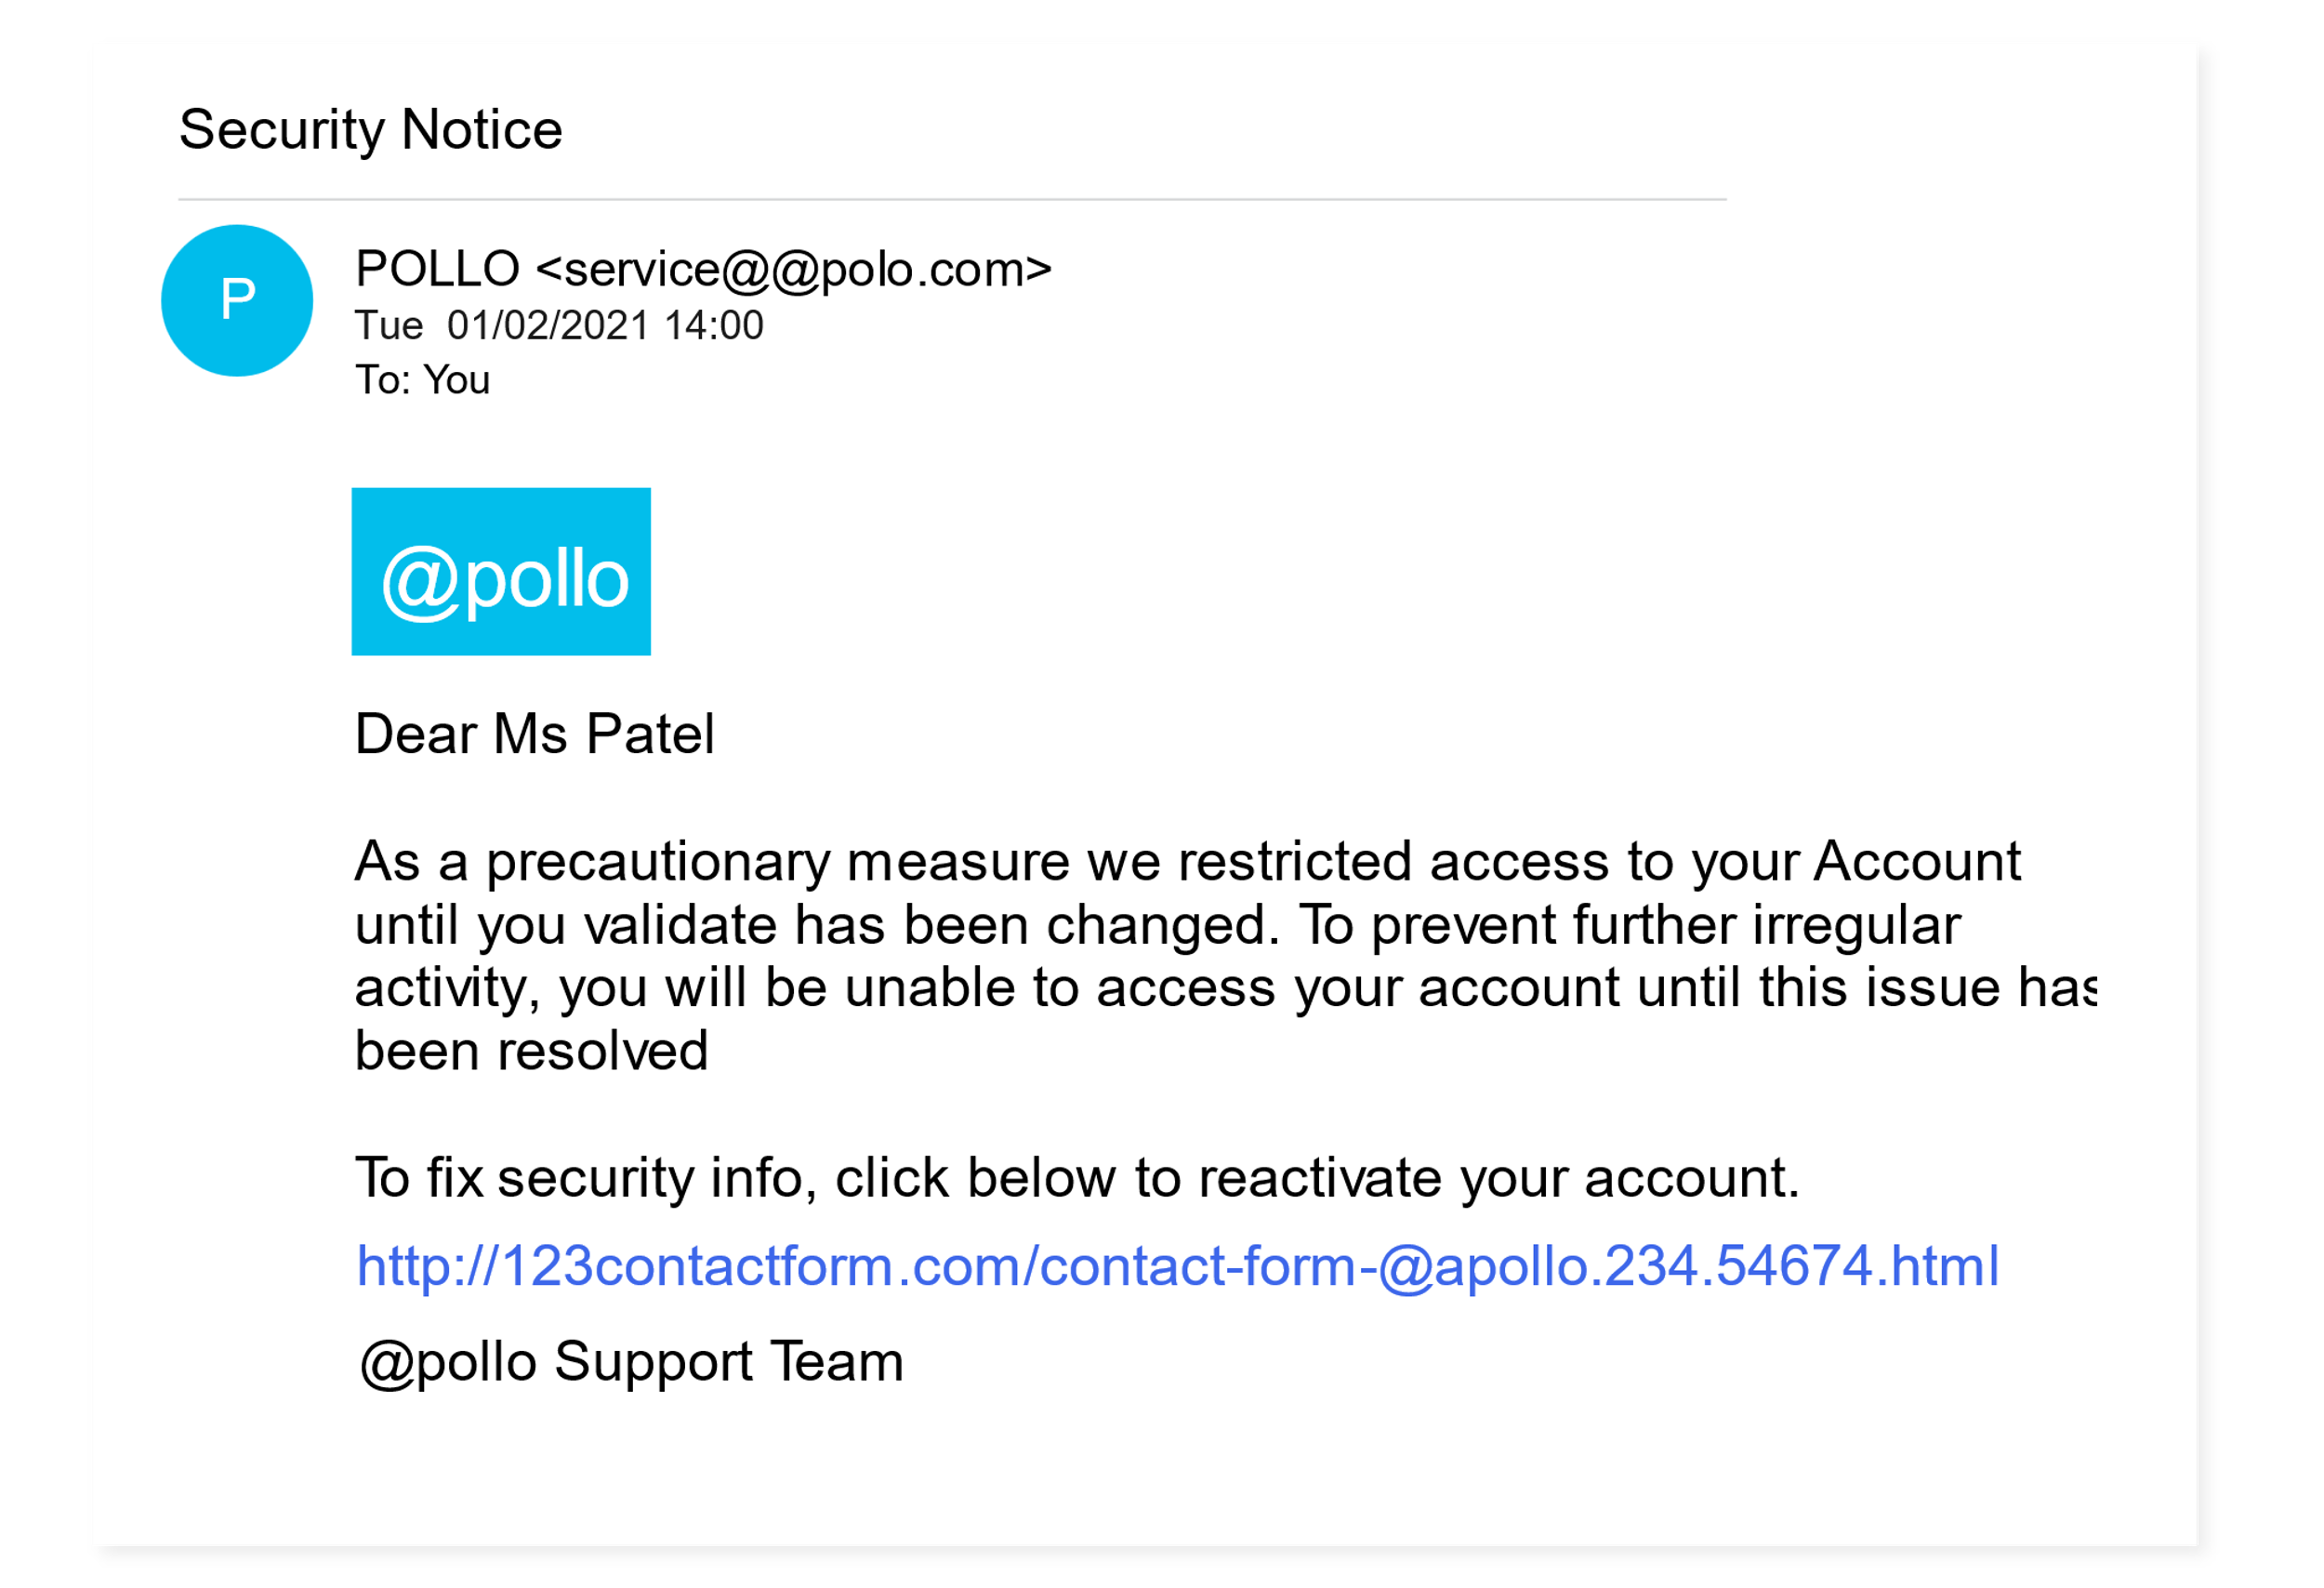 Security Notice
P
POLLO <service@@polo.com>
Tue 01/02/2021 14:00
To: You
@pollo
Dear Ms Patel
As a precautionary measure we restricted access to your Account
until you validate has been changed. To prevent further irregular
activity, you will be unable to access your account until this issue has
been resolved
To fix security info, click below to reactivate your account.
http://123contactform.com/contact-form-@apollo.234.54674.html
@pollo Support Team